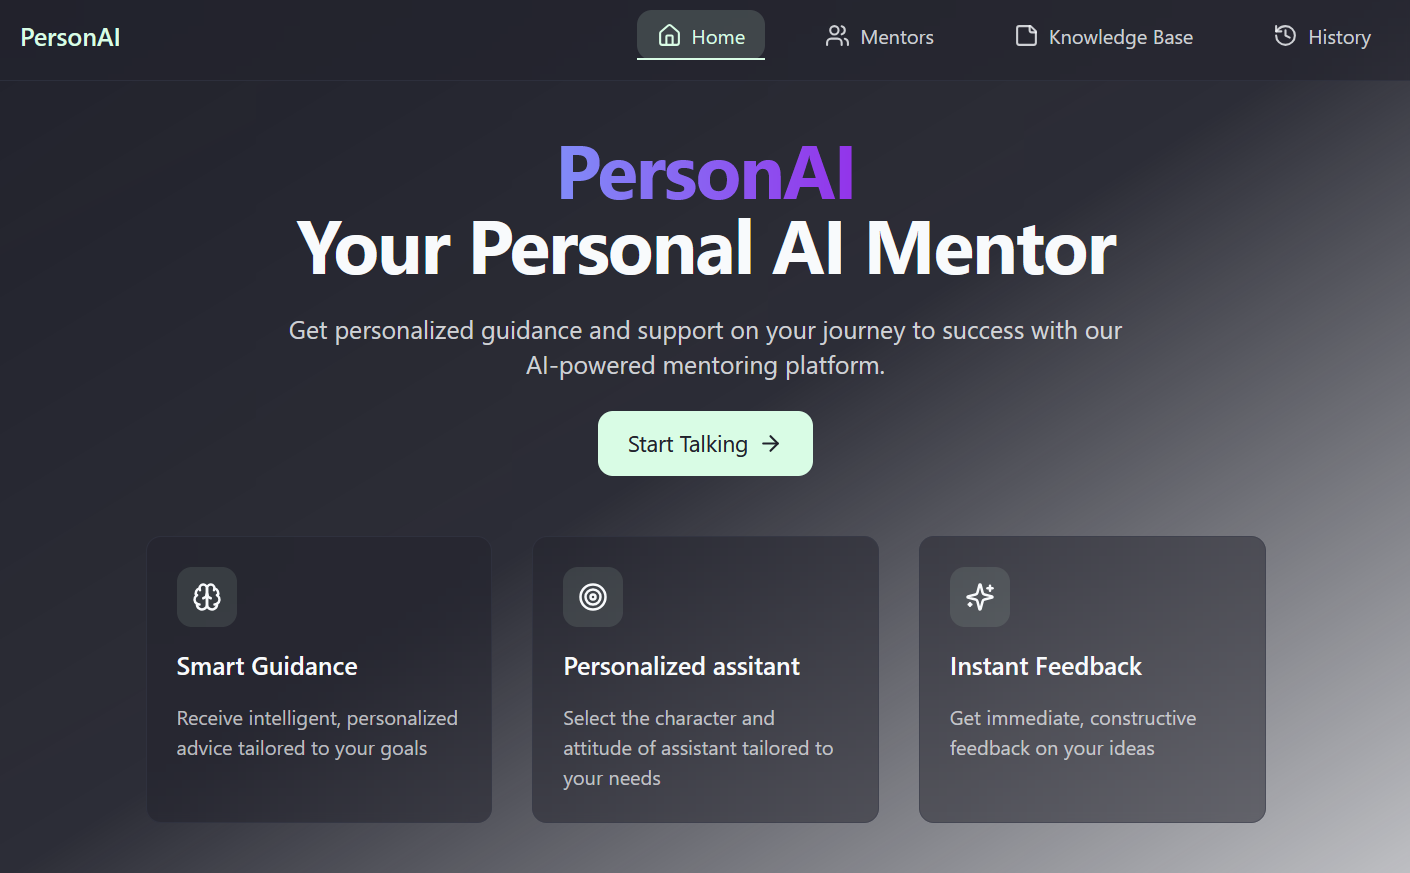 PersonAI
Home
Mentors
Knowledge Base
History
PersonAI
Your Personal AI Mentor
Get personalized guidance and support on your journey to success with our
AI-powered mentoring platform.
Start Talking
Smart Guidance
Receive intelligent, personalized
advice tailored to your goals
Personalized assitant
Select the character and
attitude of assistant tailored to
your needs
Instant Feedback
Get immediate, constructive
feedback on your ideas